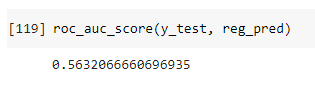 [119] roc_auc_score(y_test, reg_pred)
0.5632066660696935